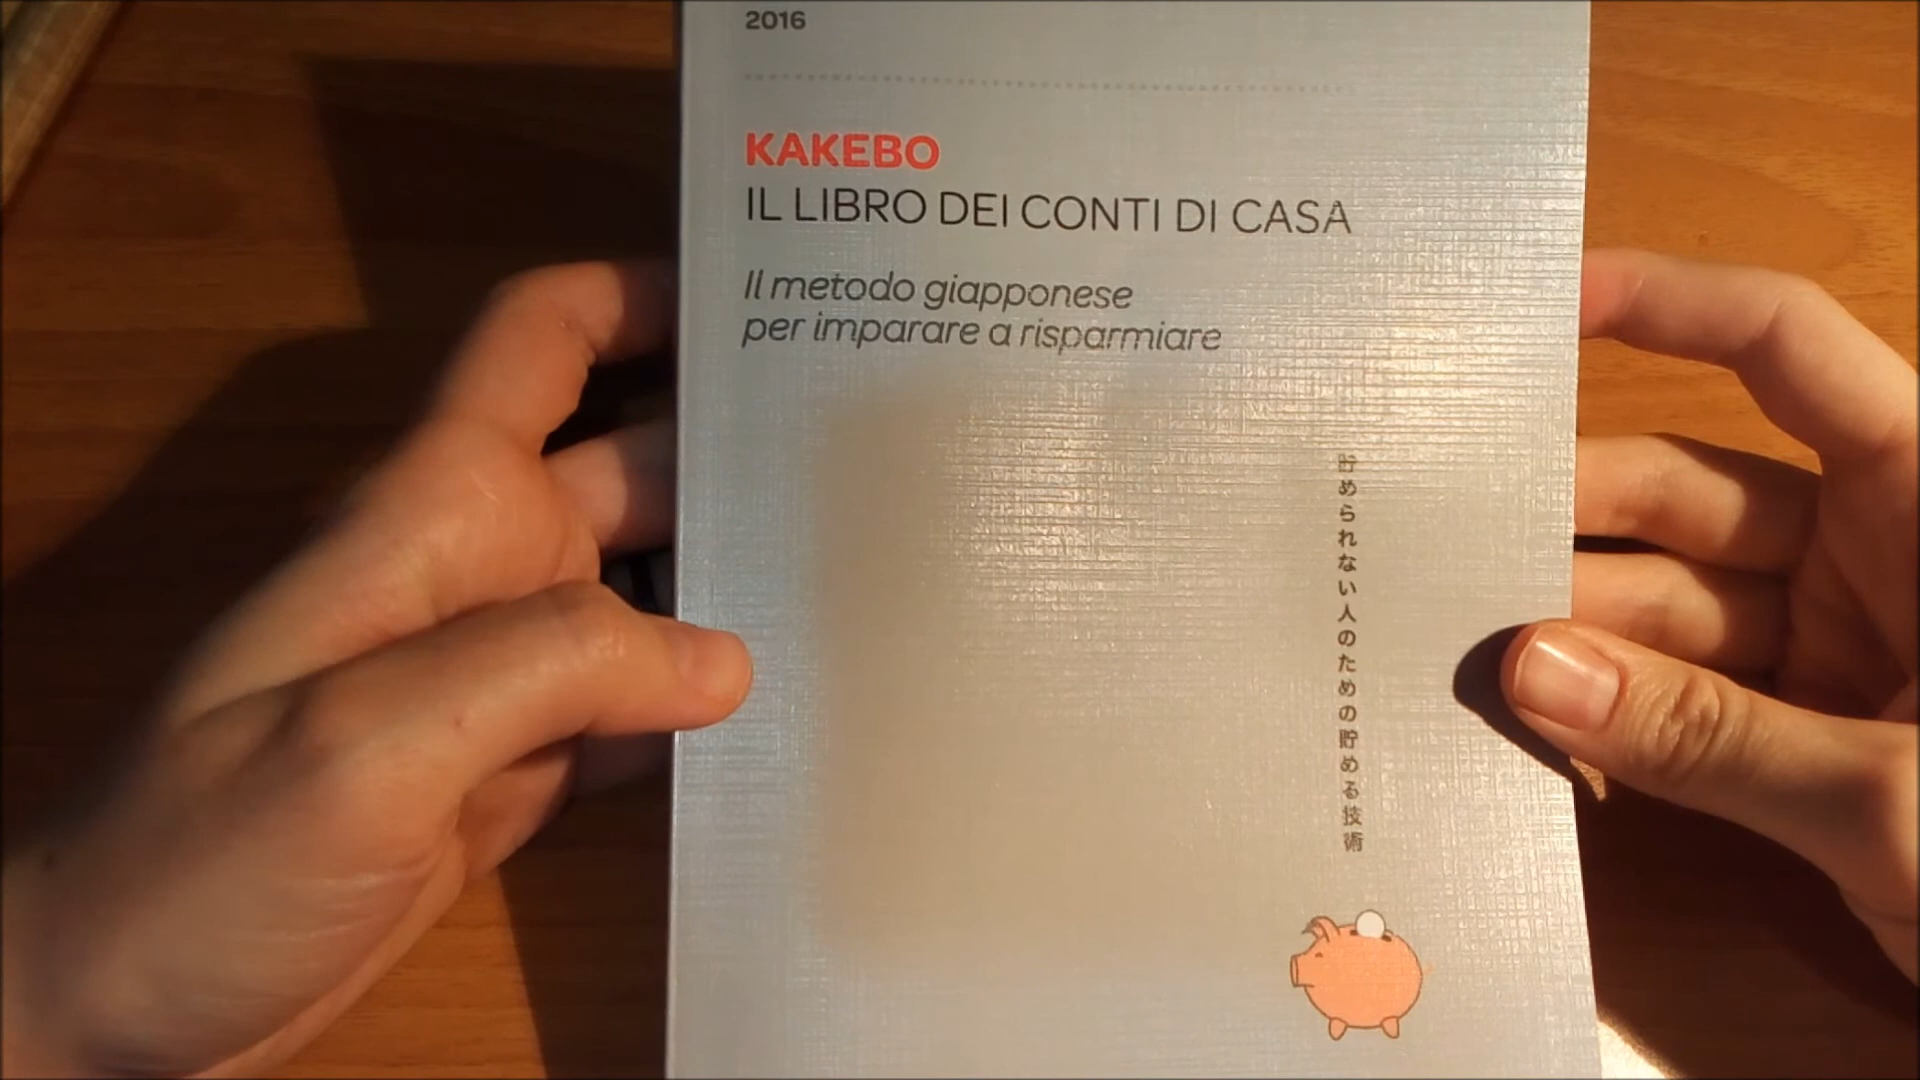 2016
KAKEBO
IL LIBRO DEI CONTI DI CASA
Il metodo giapponese
per imparare a risparmiare
貯められない人のための貯める技術